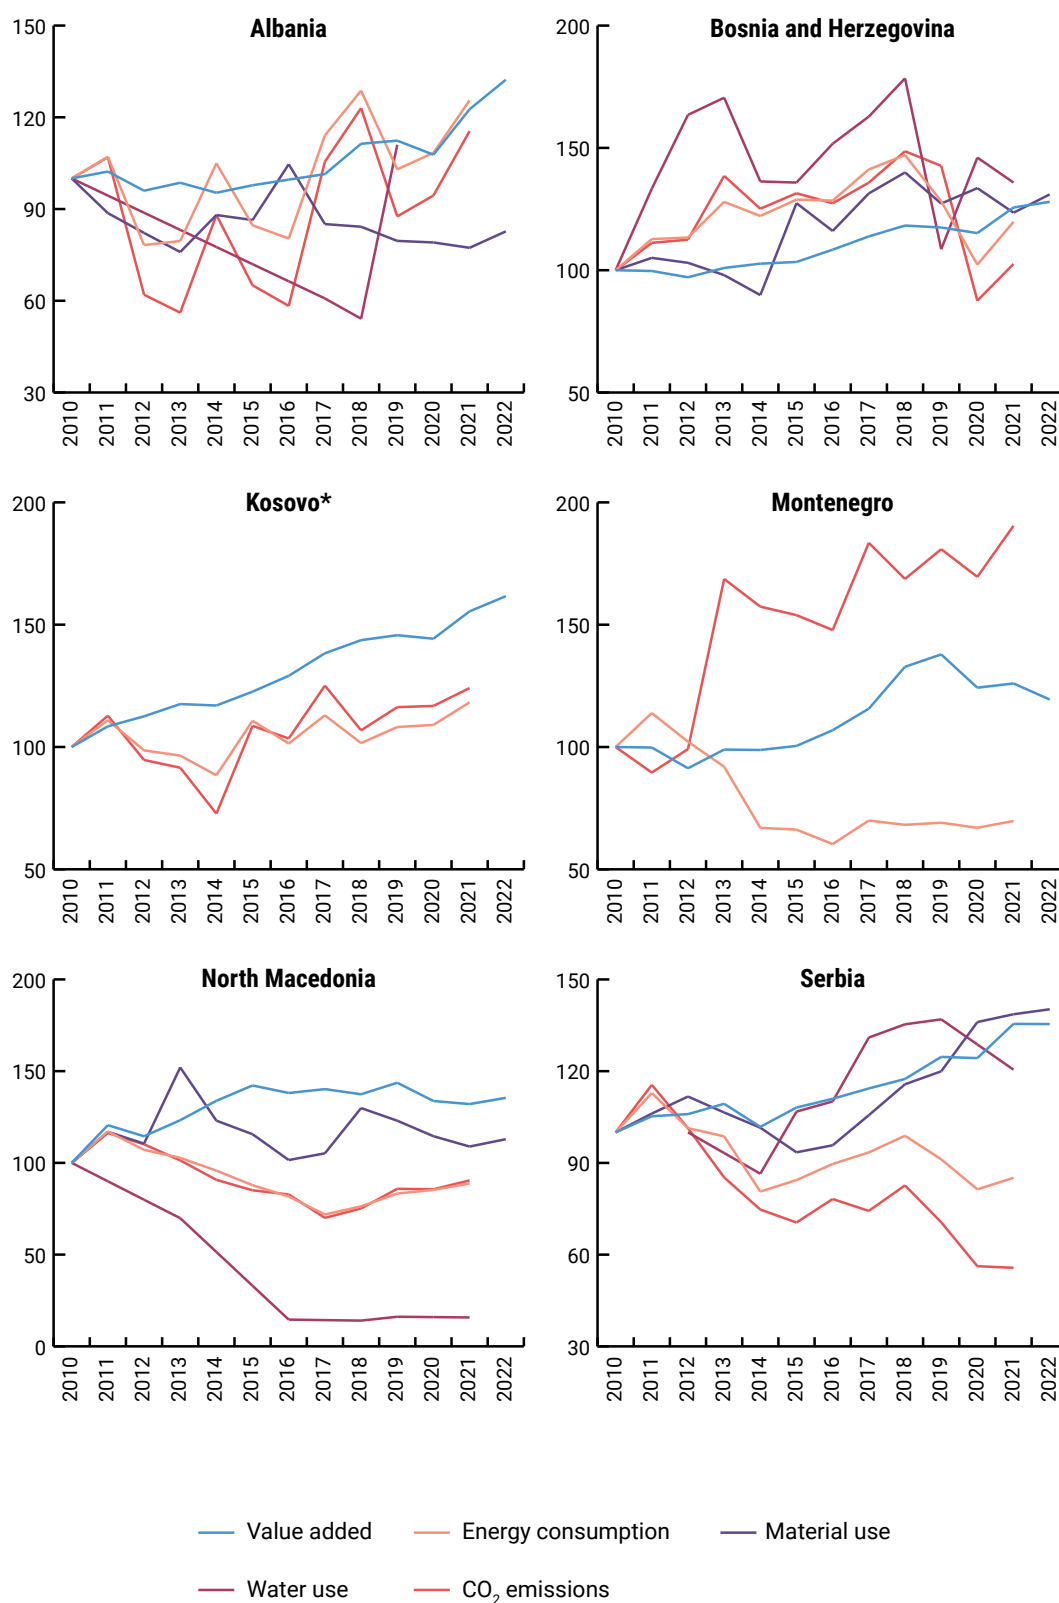 Albania
150
120
90
60
30
2010 2011 2012 2013 2014 2015 2016 2017 2018 2019 2020 2021 2022
Bosnia and Herzegovina
200
150
100
50
2010 2011 2012 2013 2014 2015 2016 2017 2018 2019 2020 2021 2022
Kosovo*
200
150
100
50
2010 2011 2012 2013 2014 2015 2016 2017 2018 2019 2020 2021 2022
Montenegro
200
150
100
50
2010 2011 2012 2013 2014 2015 2016 2017 2018 2019 2020 2021 2022
North Macedonia
200
150
100
50
0
2010 2011 2012 2013 2014 2015 2016 2017 2018 2019 2020 2021 2022
Serbia
150
120
90
60
30
2010 2011 2012 2013 2014 2015 2016 2017 2018 2019 2020 2021 2022
Value added Energy consumption Material use
Water use CO₂ emissions